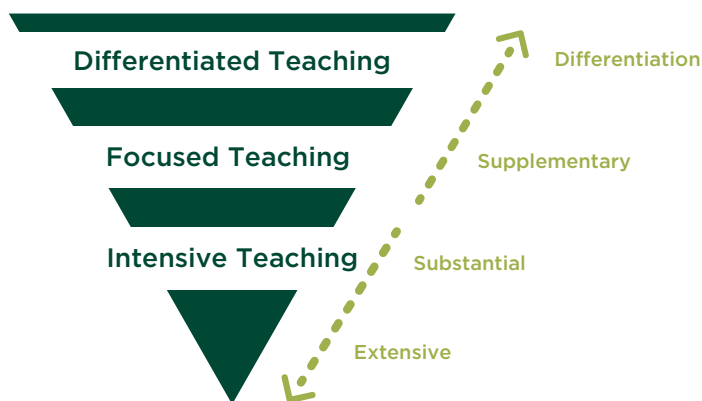 Differentiated Teaching
Differentiation
Focused Teaching
Supplementary
Intensive Teaching
Substantial
Extensive